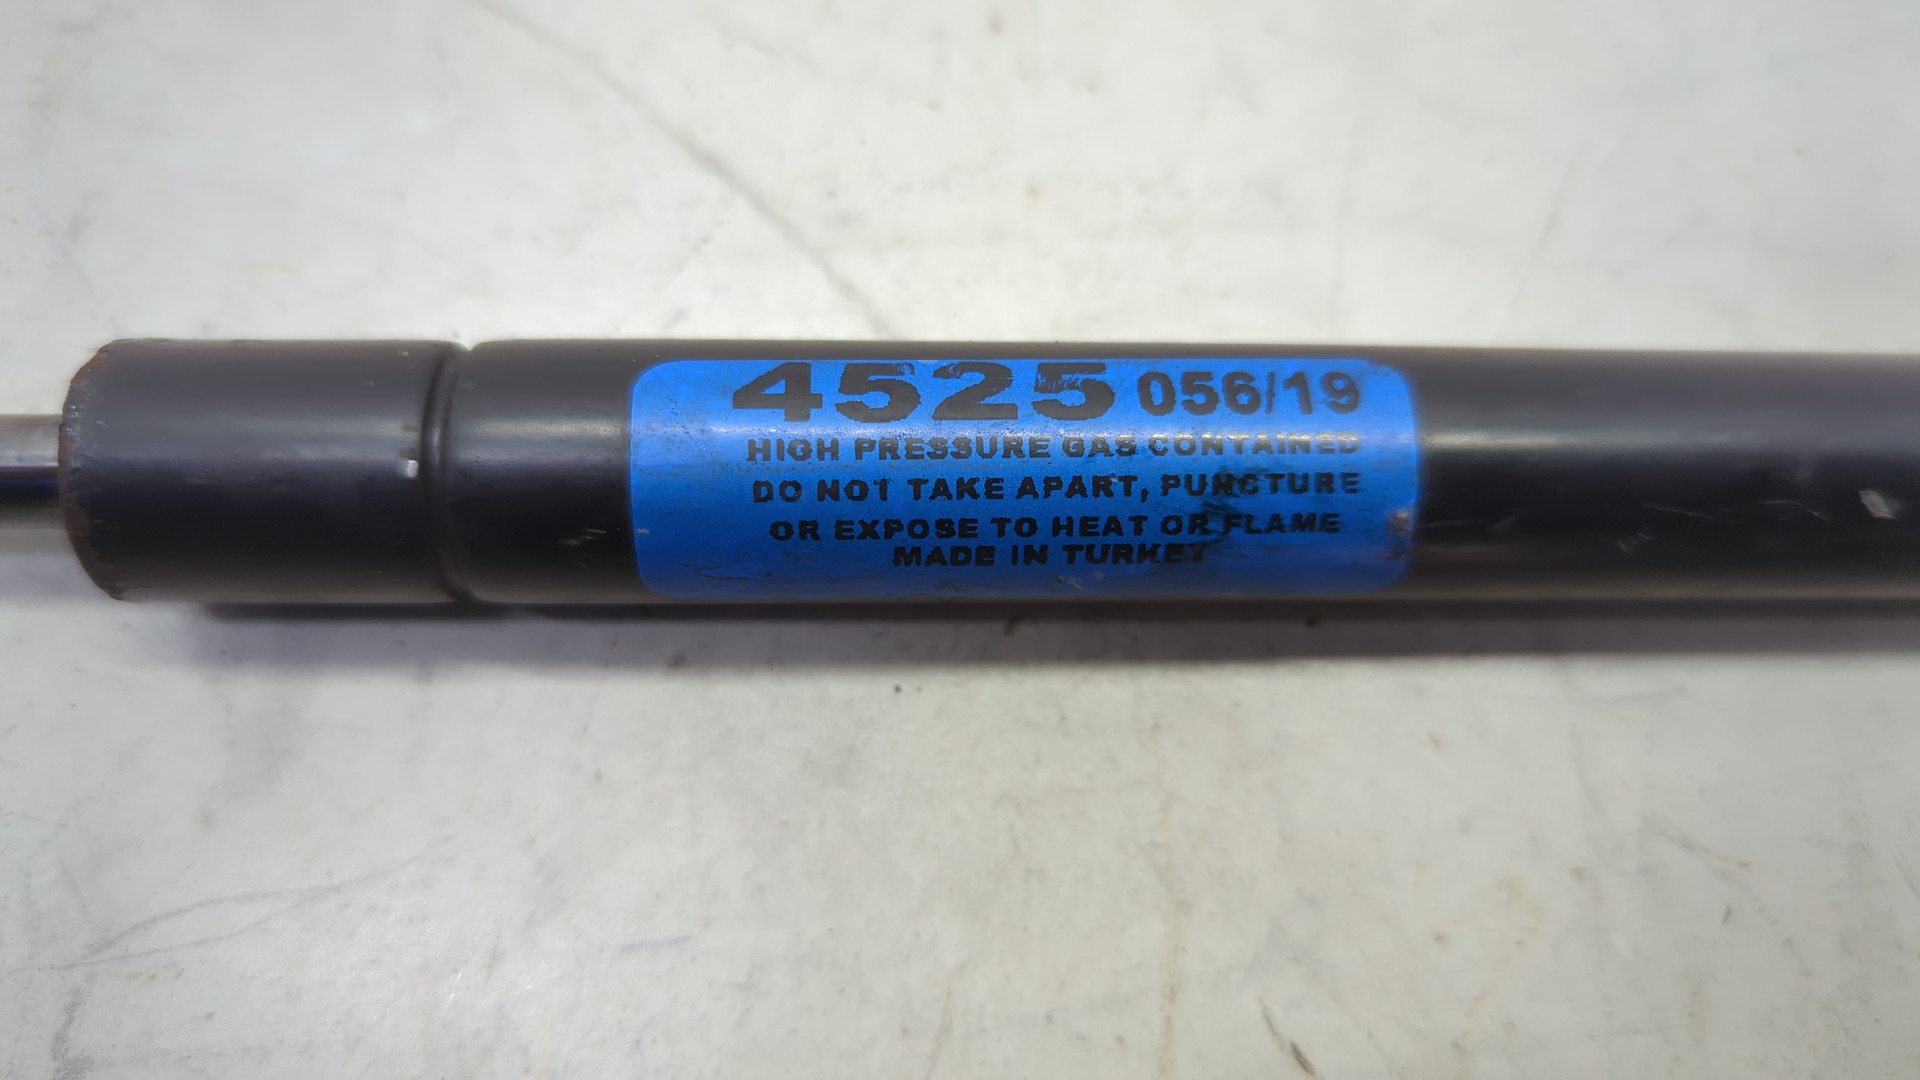 4525 056/19
HIGH PRESSURE GAS CONTAINED
DO NOT TAKE APART, PUNCTURE
OR EXPOSE TO HEAT OR FLAME
MADE IN TURKEY